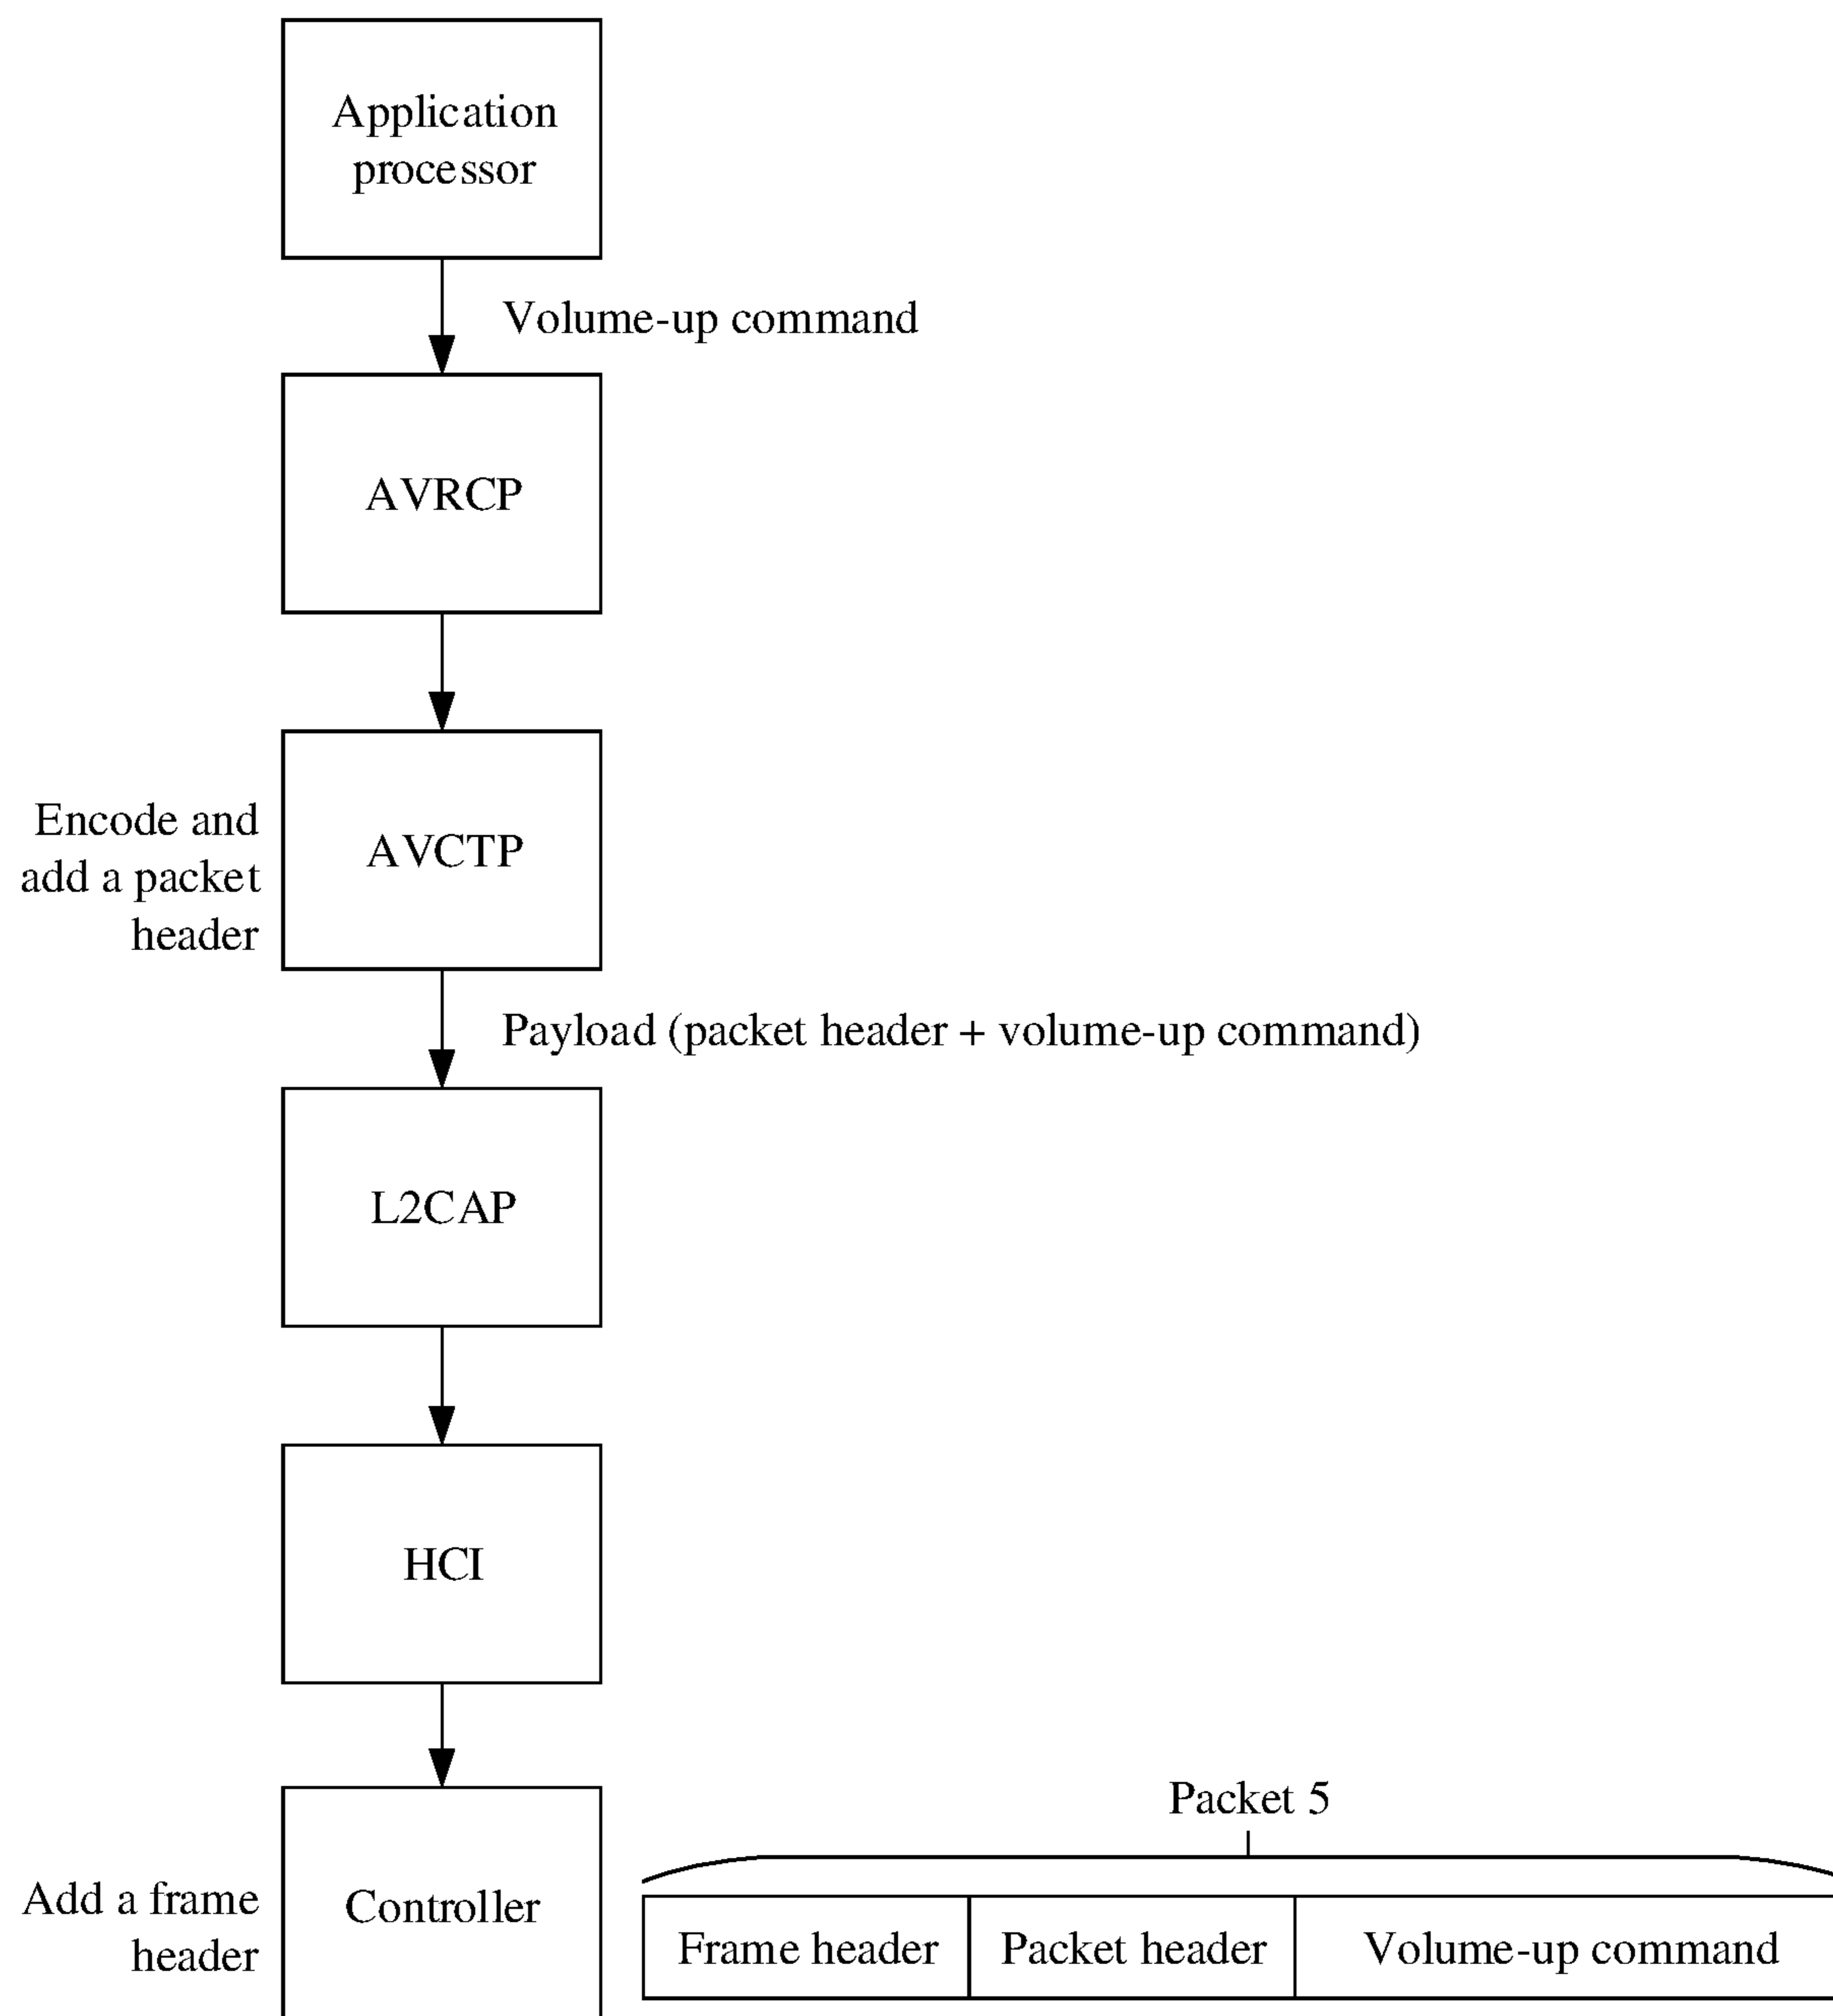 Application
processor
Volume-up command
AVRCP
Encode and
add a packet
header
AVCTP
Payload (packet header + volume-up command)
L2CAP
HCI
Packet 5
Add a frame
header
Controller
Frame header
Packet header
Volume-up command